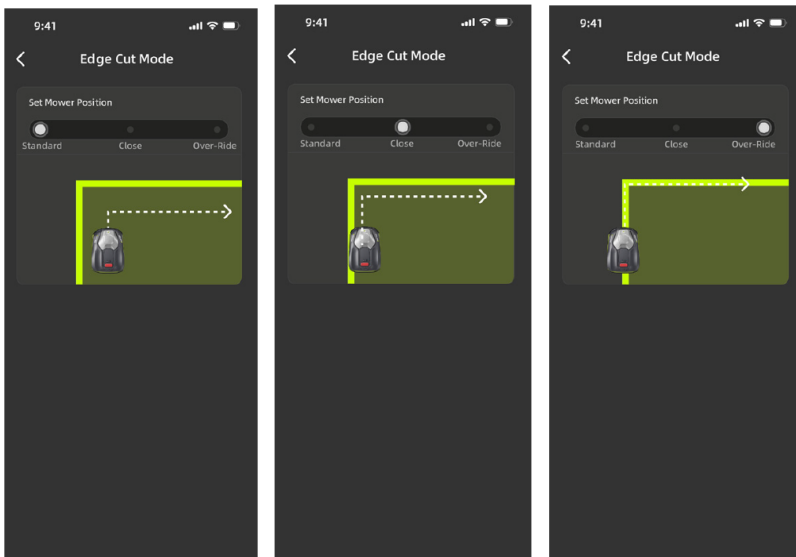 9:41
Edge Cut Mode
Set Mower Position
Standard Close Over-Ride
9:41
Edge Cut Mode
Set Mower Position
Standard Close Over-Ride
9:41
Edge Cut Mode
Set Mower Position
Standard Close Over-Ride